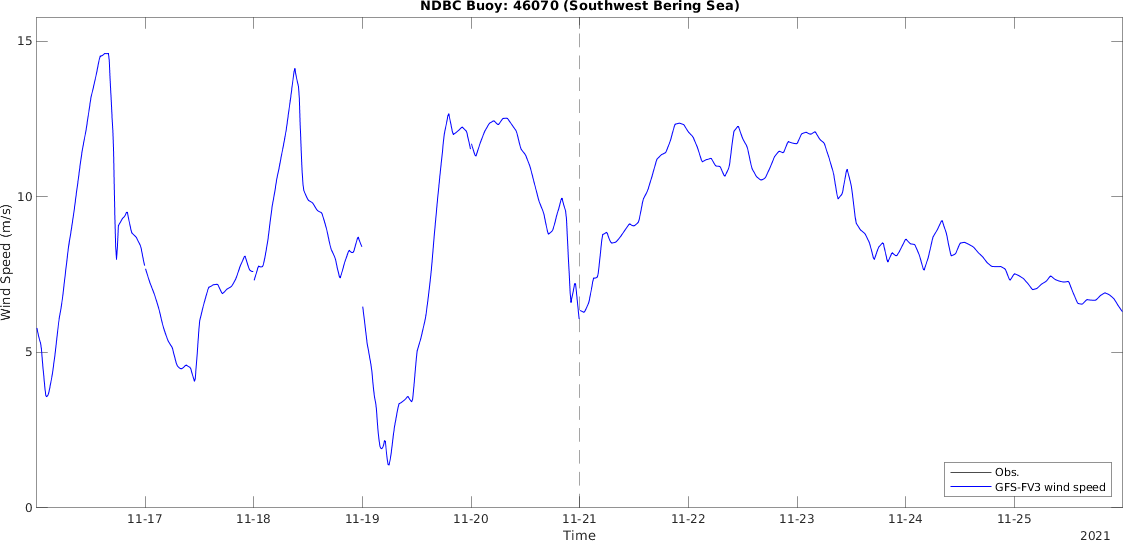 NDBC Buoy: 46070 (Southwest Bering Sea)
15
10
5
0
Wind Speed (m/s)
11-17 11-18 11-19 11-20 11-21 11-22 11-23 11-24 11-25
Time
2021
Obs.
GFS-FV3 wind speed